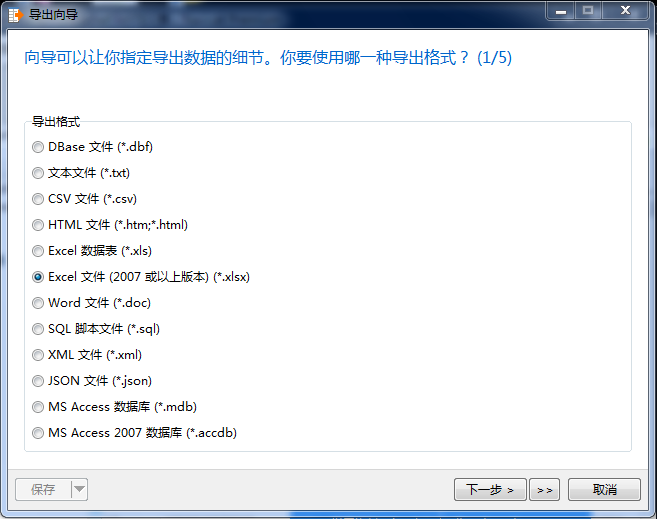 导出向导
向导可以让你指定导出数据的细节。你要使用哪一种导出格式？ (1/5)
导出格式
DBase 文件 (*.dbf)
文本文件 (*.txt)
CSV 文件 (*.csv)
HTML 文件 (*.htm;*.html)
Excel 数据表 (*.xls)
Excel 文件 (2007 或以上版本) (*.xlsx)
Word 文件 (*.doc)
SQL 脚本文件 (*.sql)
XML 文件 (*.xml)
JSON 文件 (*.json)
MS Access 数据库 (*.mdb)
MS Access 2007 数据库 (*.accdb)
保存 下一步 > >> 取消